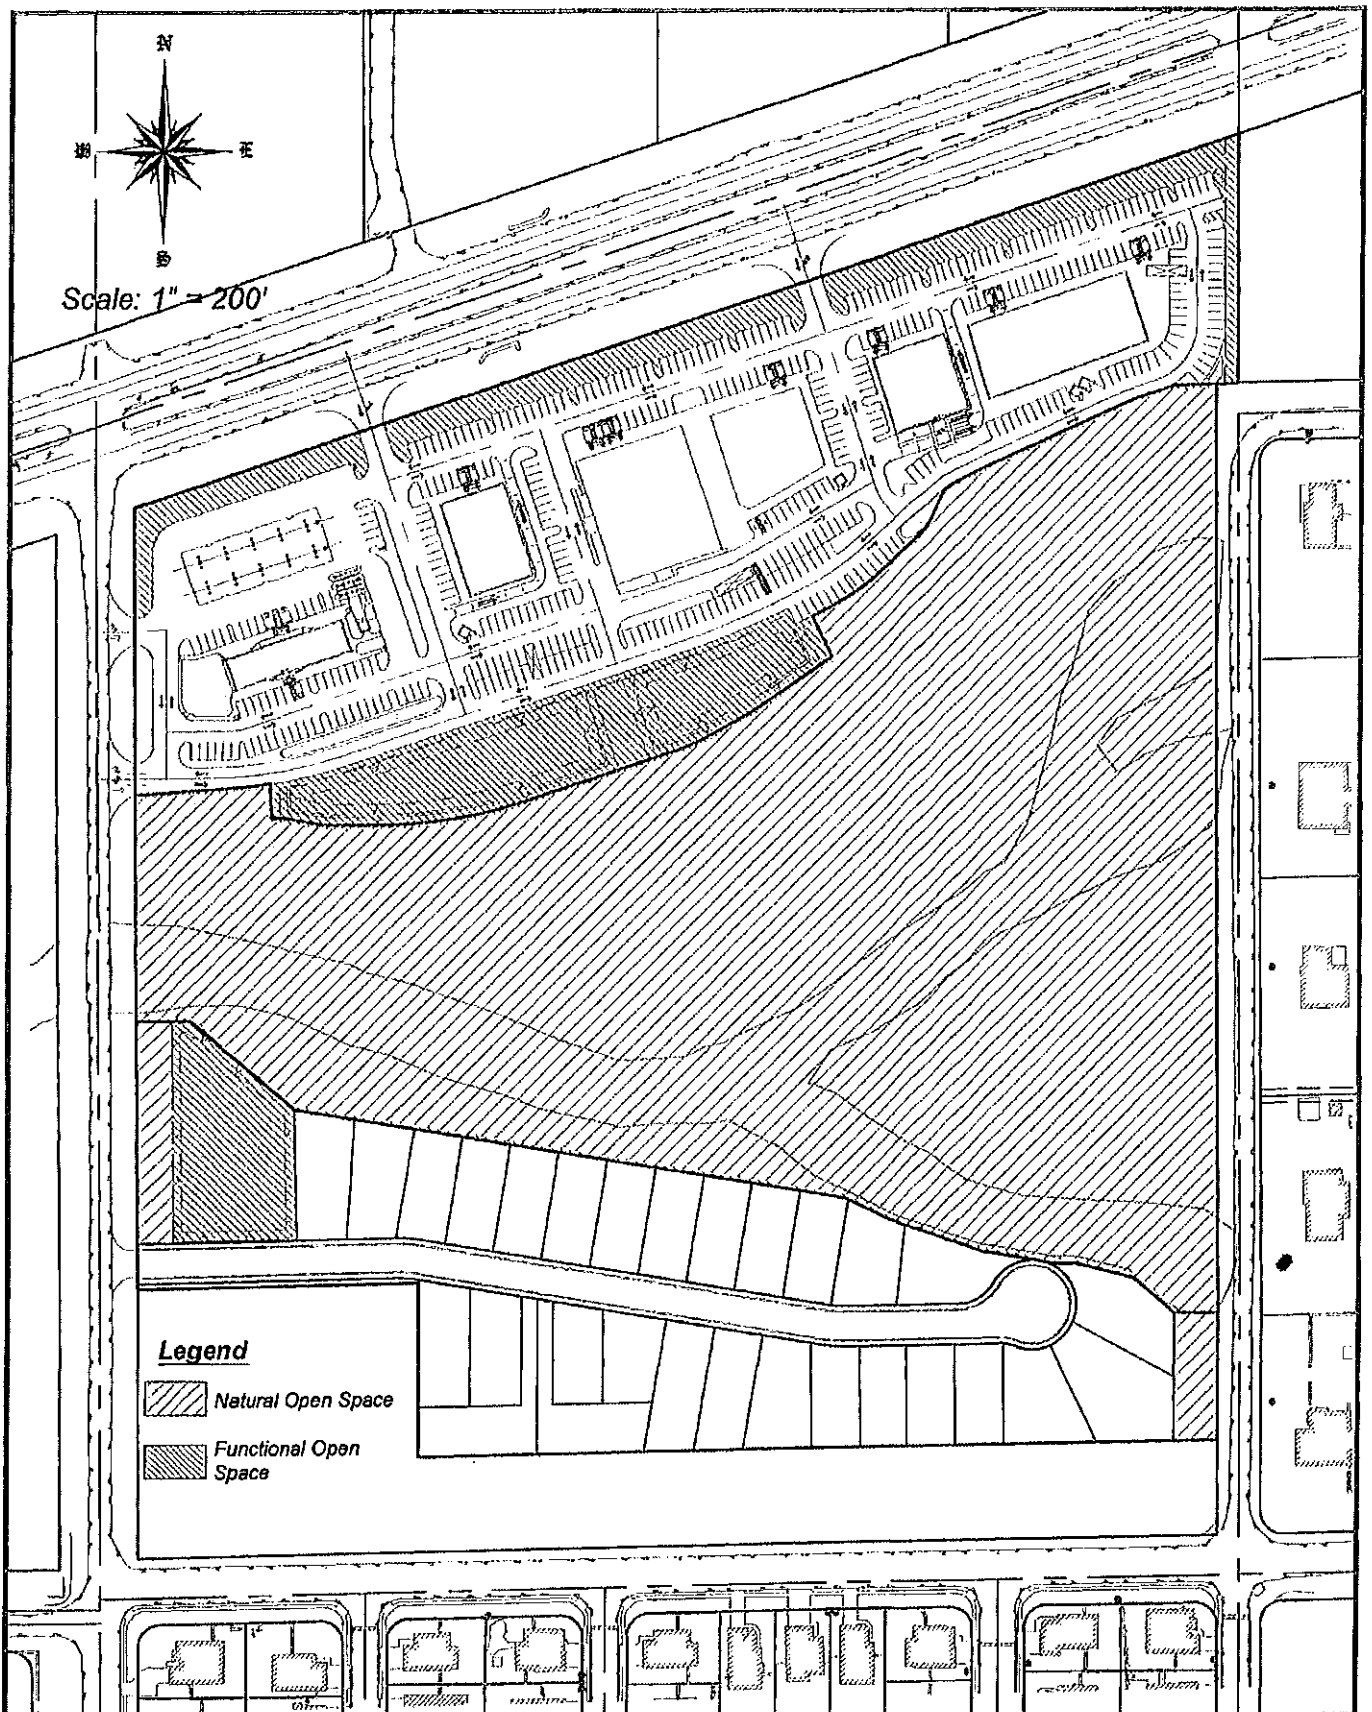 N
W E
S
Scale: 1" = 200'
Legend
Natural Open Space
Functional Open
Space